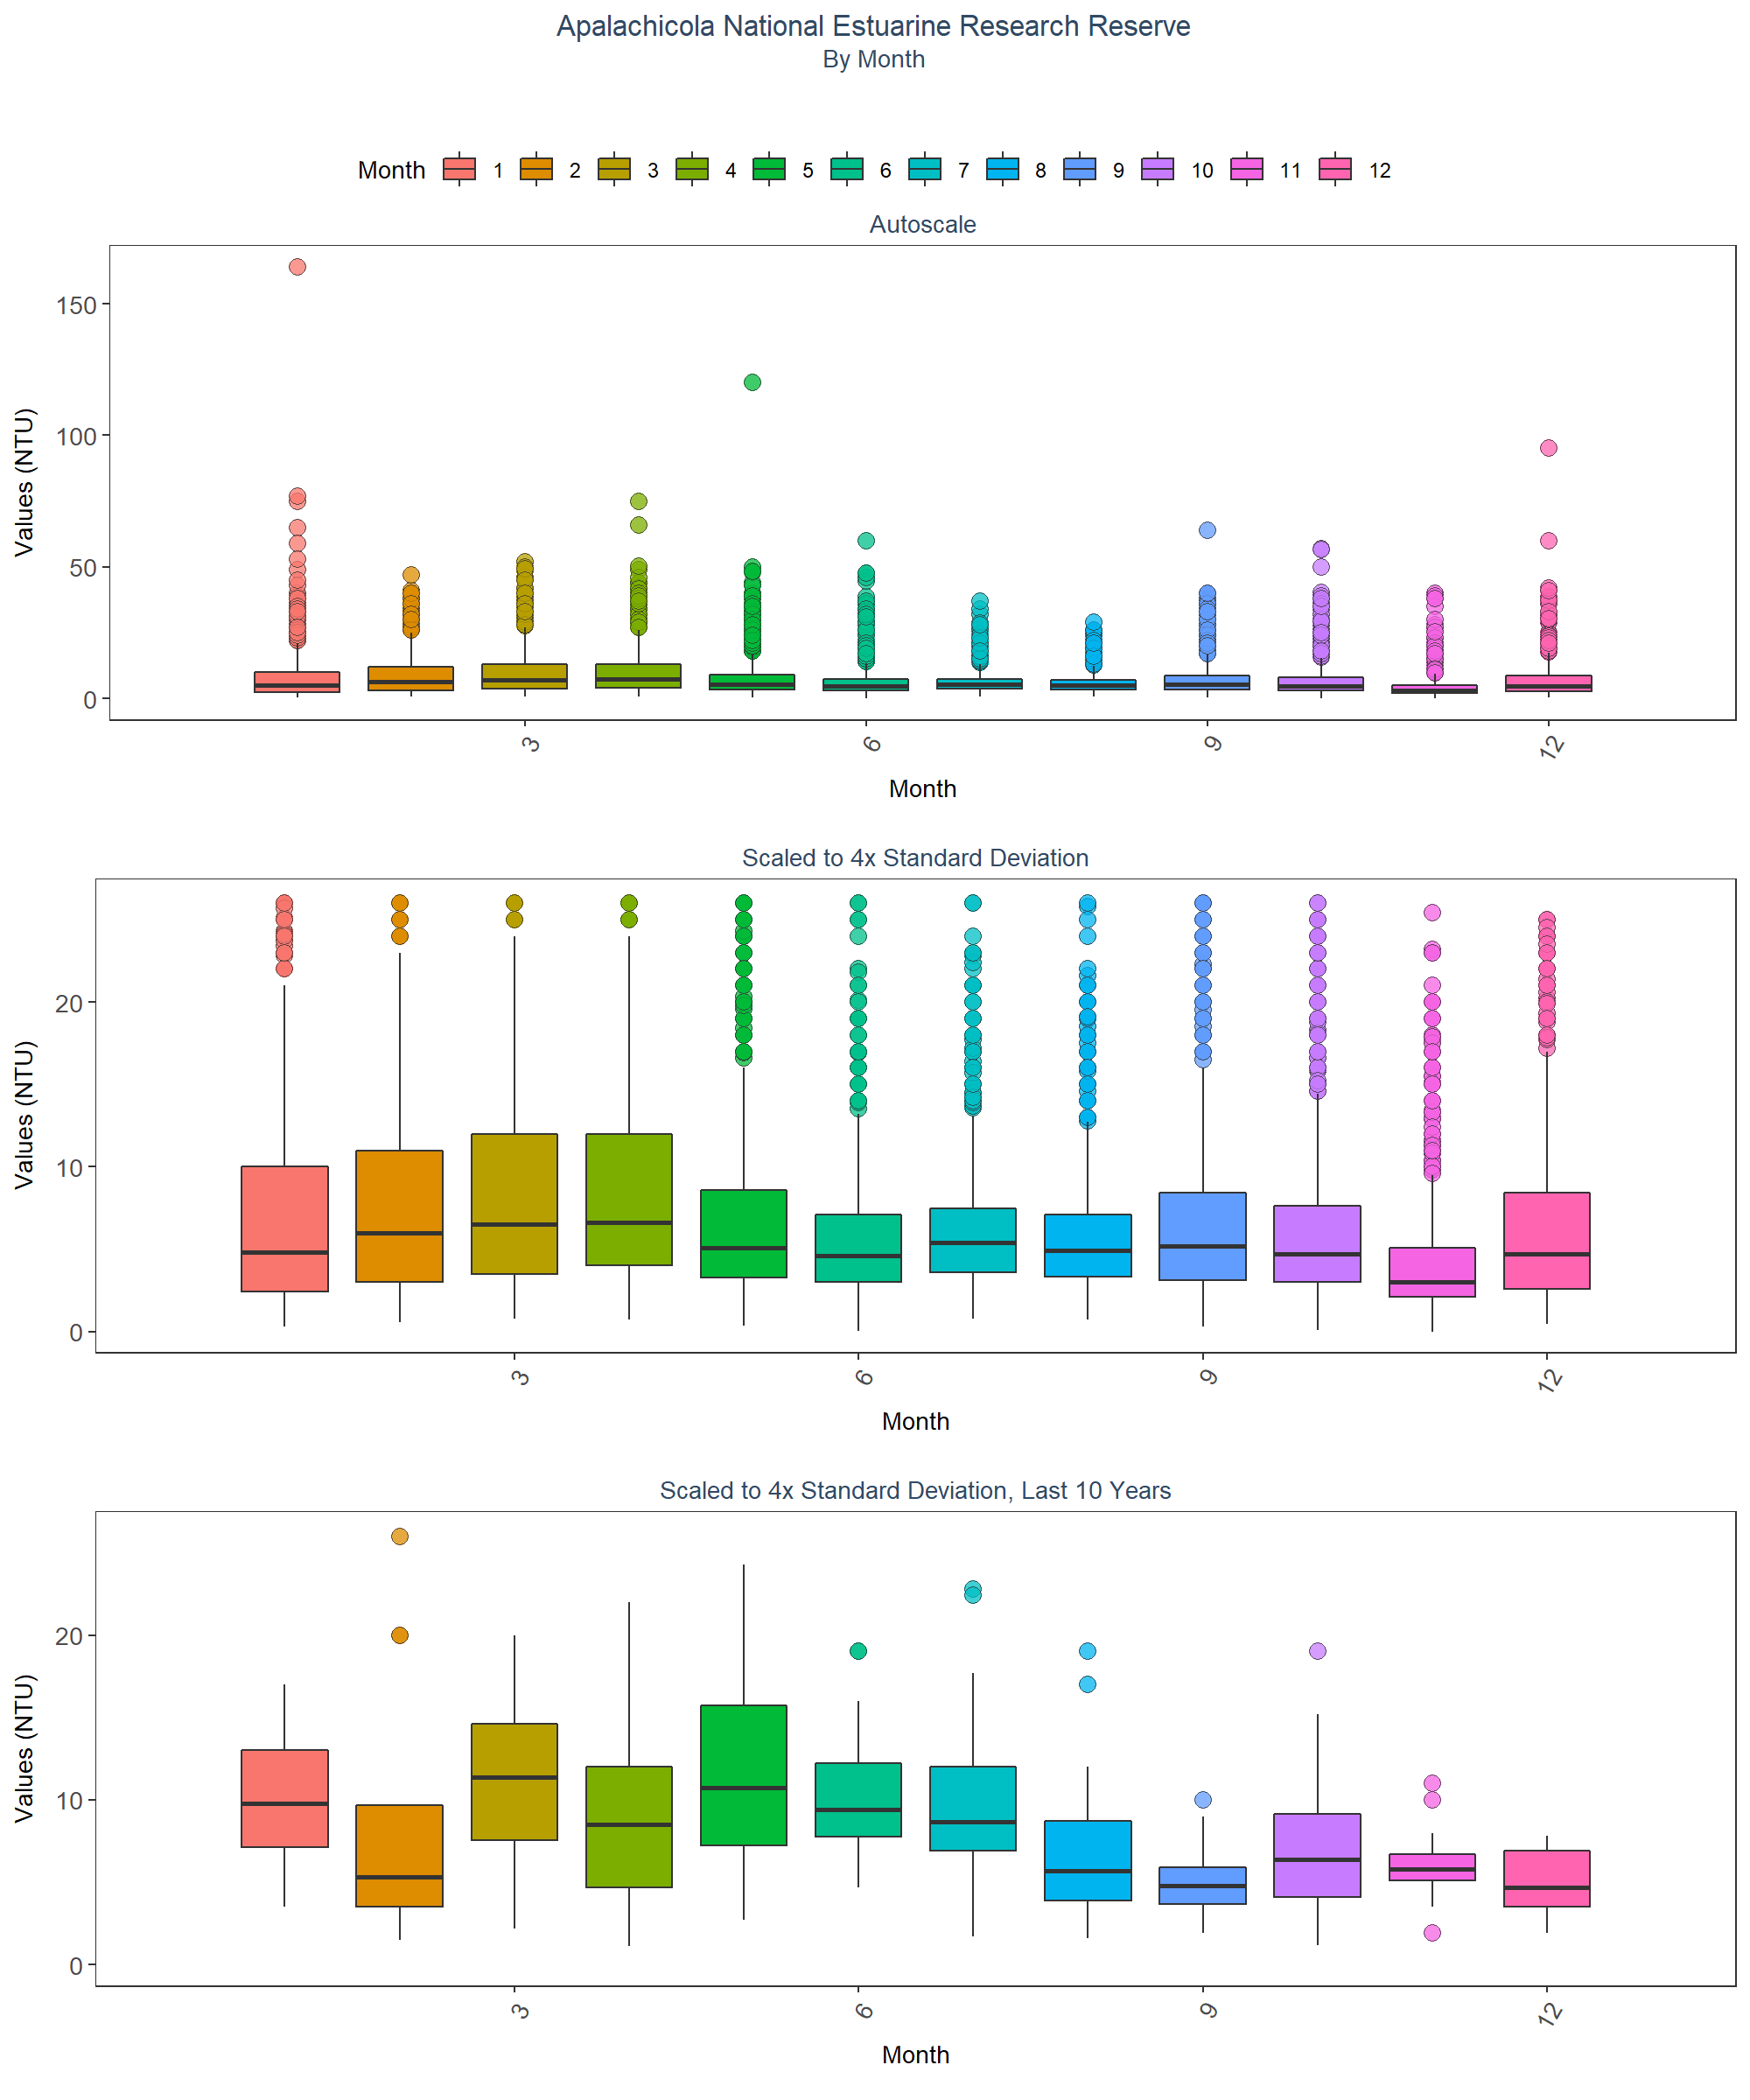 Apalachicola National Estuarine Research Reserve
By Month
Month 1 2 3 4 5 6 7 8 9 10 11 12
Autoscale
Values (NTU)
150
100
50
0
3 6 9 12
Month
Scaled to 4x Standard Deviation
Values (NTU)
20
10
0
3 6 9 12
Month
Scaled to 4x Standard Deviation, Last 10 Years
Values (NTU)
20
10
0
3 6 9 12
Month